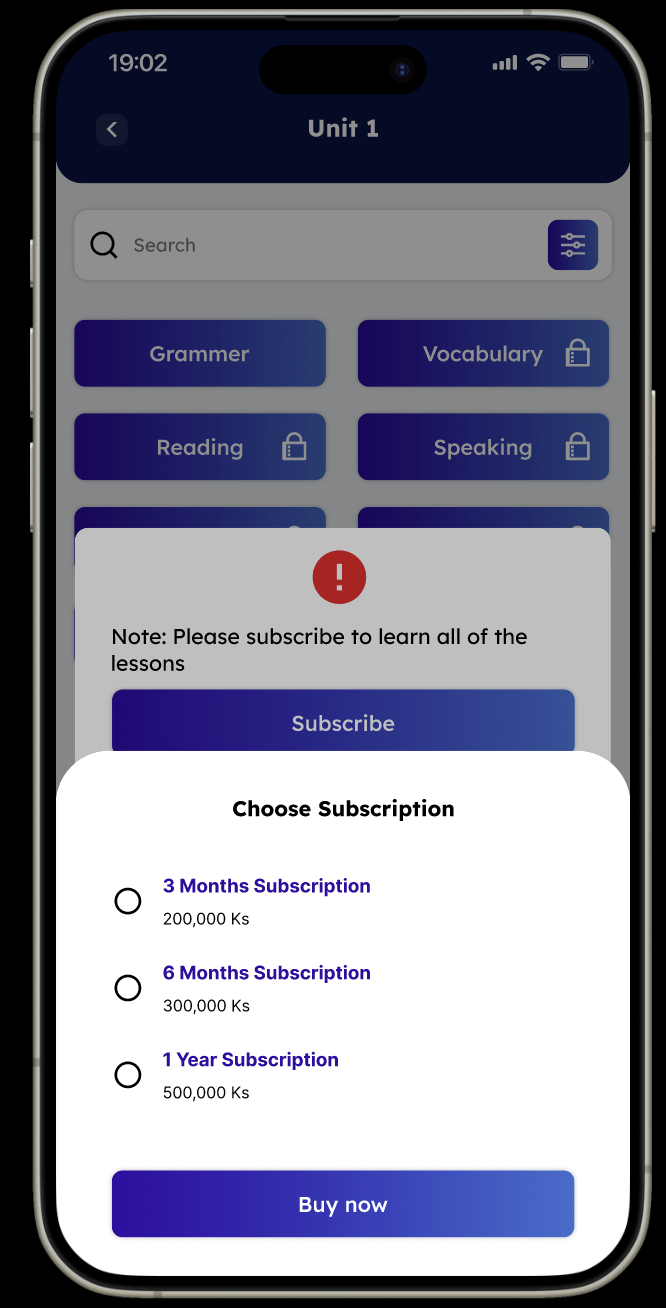 19:02
Unit 1
Search
Grammer
Vocabulary
Reading
Speaking
Note: Please subscribe to learn all of the
lessons
Subscribe
Choose Subscription
3 Months Subscription
200,000 Ks
6 Months Subscription
300,000 Ks
1 Year Subscription
500,000 Ks
Buy now